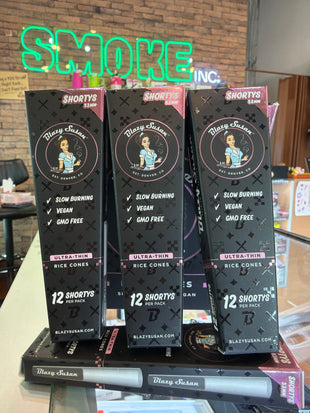 SMOKE INC.
SHORTYS
53MM
SHORTYS
53MM
SHORTYS
53MM
Blazy Susan
EST. DENVER, CO
✓ SLOW BURNING
✓ VEGAN
✓ GMO FREE
ULTRA-THIN
RICE CONES
12 SHORTYS
PER PACK
BLAZYSUSAN.COM
Blazy Susan
EST. DENVER, CO
✓ SLOW BURNING
✓ VEGAN
✓ GMO FREE
ULTRA-THIN
RICE CONES
12 SHORTYS
PER PACK
BLAZYSUSAN.COM
Blazy Susan
EST. DENVER, CO
✓ SLOW BURNING
✓ VEGAN
✓ GMO FREE
ULTRA-THIN
RICE CONES
12 SHORTYS
PER PACK
BLAZYSUSAN.COM
Blazy Susan
Blazy Susan
SHORTYS
53MM